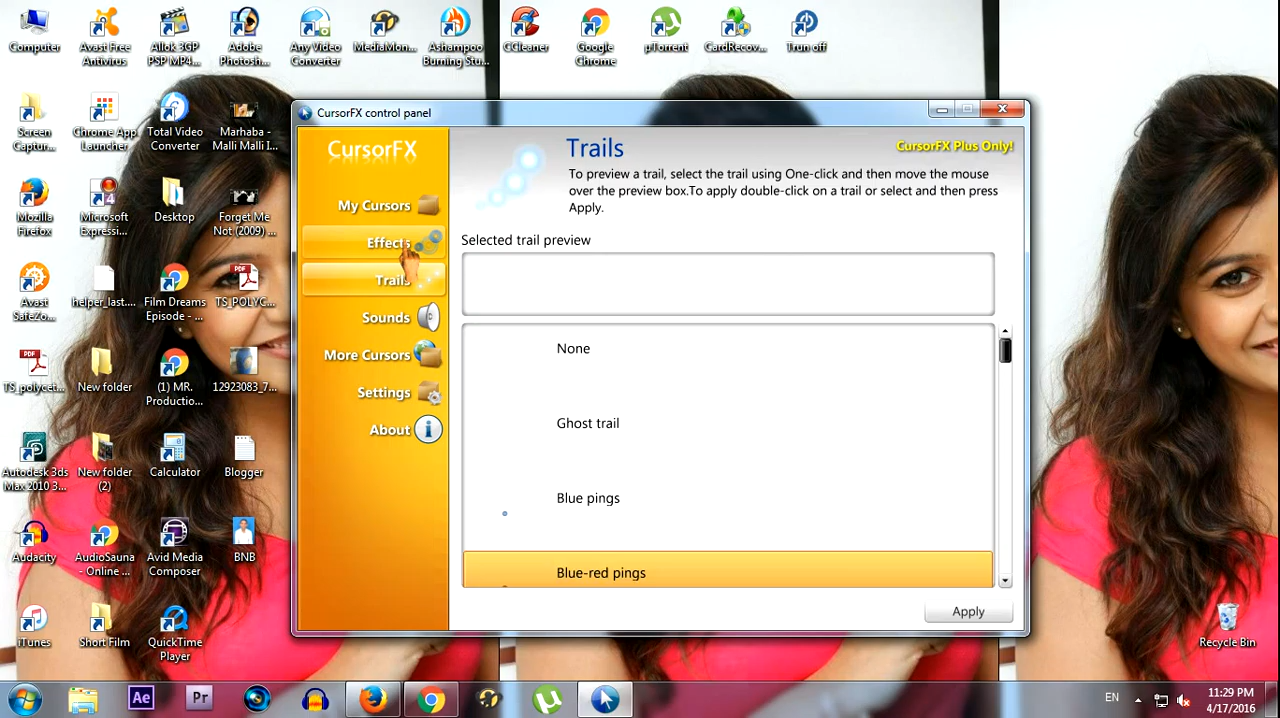 Computer
Avast Free
Antivirus
Allok 3GP
PSP MP4...
Adobe
Photosh...
Any Video
Converter
MediaMon...
Ashampoo
Burning Stu...
CCleaner
Google
Chrome
µTorrent
CardRecov...
Trun off
Screen
Captur...
Chrome App
Launcher
Total Video
Converter
Marhaba -
Malli Malli I...
Mozilla
Firefox
Microsoft
Expressi...
Desktop
Forget Me
Not (2009) ...
Avast
SafeZo...
helper_last....
Film Dreams
Episode - ...
TS_POLYC...
TS_polycet...
New folder
(1) MR.
Productio...
12923083_7...
Autodesk 3ds
Max 2010 3...
New folder
(2)
Calculator
Blogger
Audacity
AudioSauna
- Online ...
Avid Media
Composer
BNB
iTunes
Short Film
QuickTime
Player
Recycle Bin
CursorFX control panel
CursorFX
My Cursors
Effects
Trails
Sounds
More Cursors
Settings
About
Trails
CursorFX Plus Only!
To preview a trail, select the trail using One-click and then move the mouse
over the preview box.To apply double-click on a trail or select and then press
Apply.
Selected trail preview
None
Ghost trail
Blue pings
Blue-red pings
Apply
Ae
Pr
EN
11:29 PM
4/17/2016